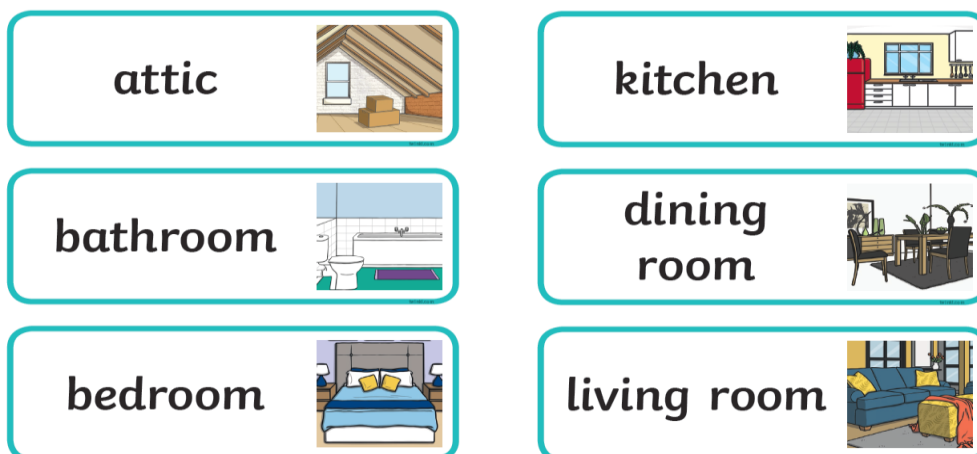 attic
kitchen
bathroom
dining
room
bedroom
living room